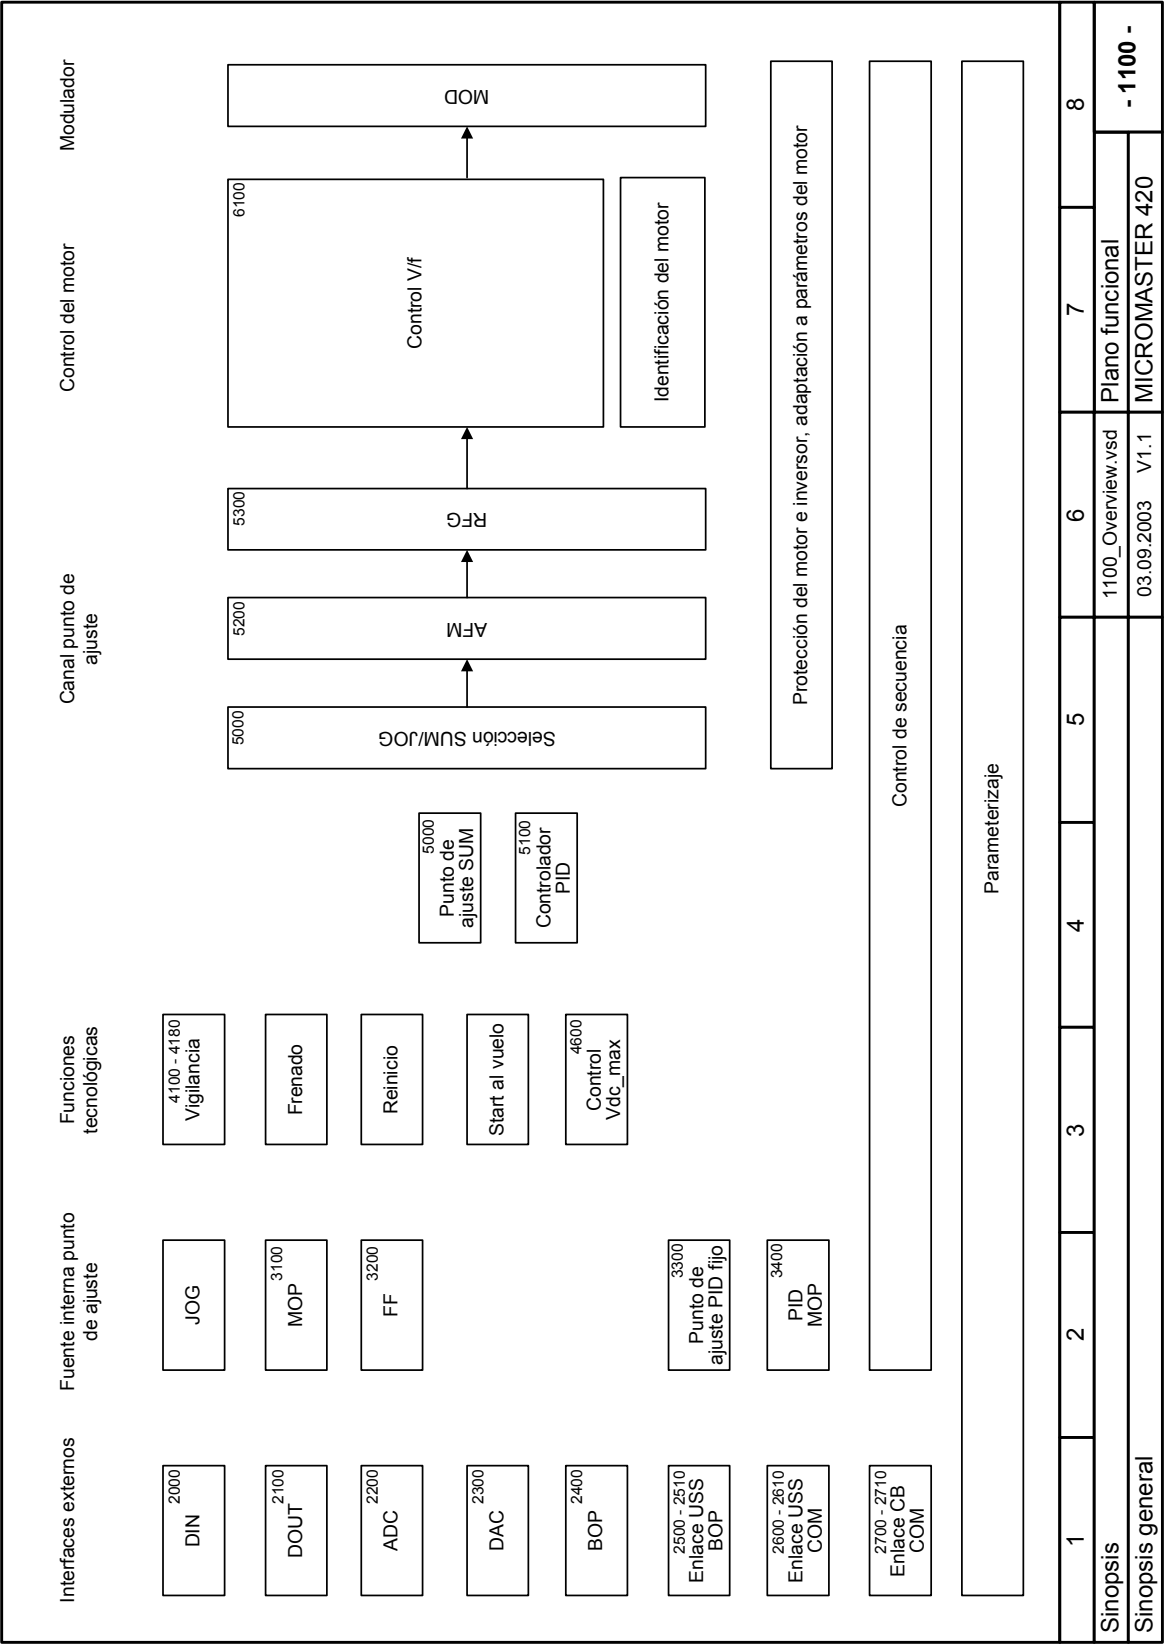 Interfaces externos
Fuente interna punto
de ajuste
Funciones
tecnológicas
Canal punto de
ajuste
Control del motor
Modulador
2000
DIN
2100
DOUT
2200
ADC
2300
DAC
2400
BOP
2500 - 2510
Enlace USS
BOP
2600 - 2610
Enlace USS
COM
2700 - 2710
Enlace CB
COM
JOG
3100
MOP
3200
FF
3300
Punto de
ajuste PID fijo
3400
PID
MOP
4100 - 4180
Vigilancia
Frenado
Reinicio
Start al vuelo
4600
Control
Vdc_max
5000
Punto de
ajuste SUM
5100
Controlador
PID
5000
Selección SUM/JOG
5200
AFM
5300
RFG
6100
Control V/f
Identificación del motor
MOD
Protección del motor e inversor, adaptación a parámetros del motor
Control de secuencia
Parameterizaje
1 2 3 4 5 6 7 8
Sinopsis
1100_Overview.vsd
Plano funcional
- 1100 -
Sinopsis general
03.09.2003 V1.1
MICROMASTER 420